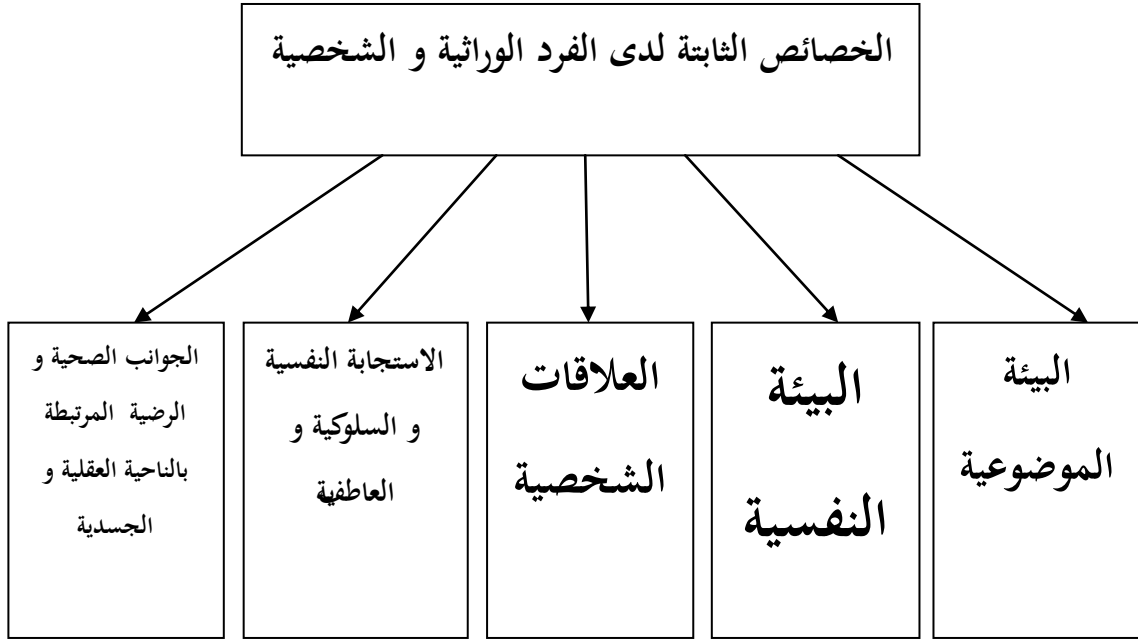 الخصائص الثابتة لدى الفرد الوراثية و الشخصية
البيئة
الموضوعية
البيئة
النفسية
العلاقات
الشخصية
الاستجابة النفسية
و السلوكية و
العاطفية
الجوانب الصحية و
الرضية المرتبطة
بالناحية العقلية و
الجسدية